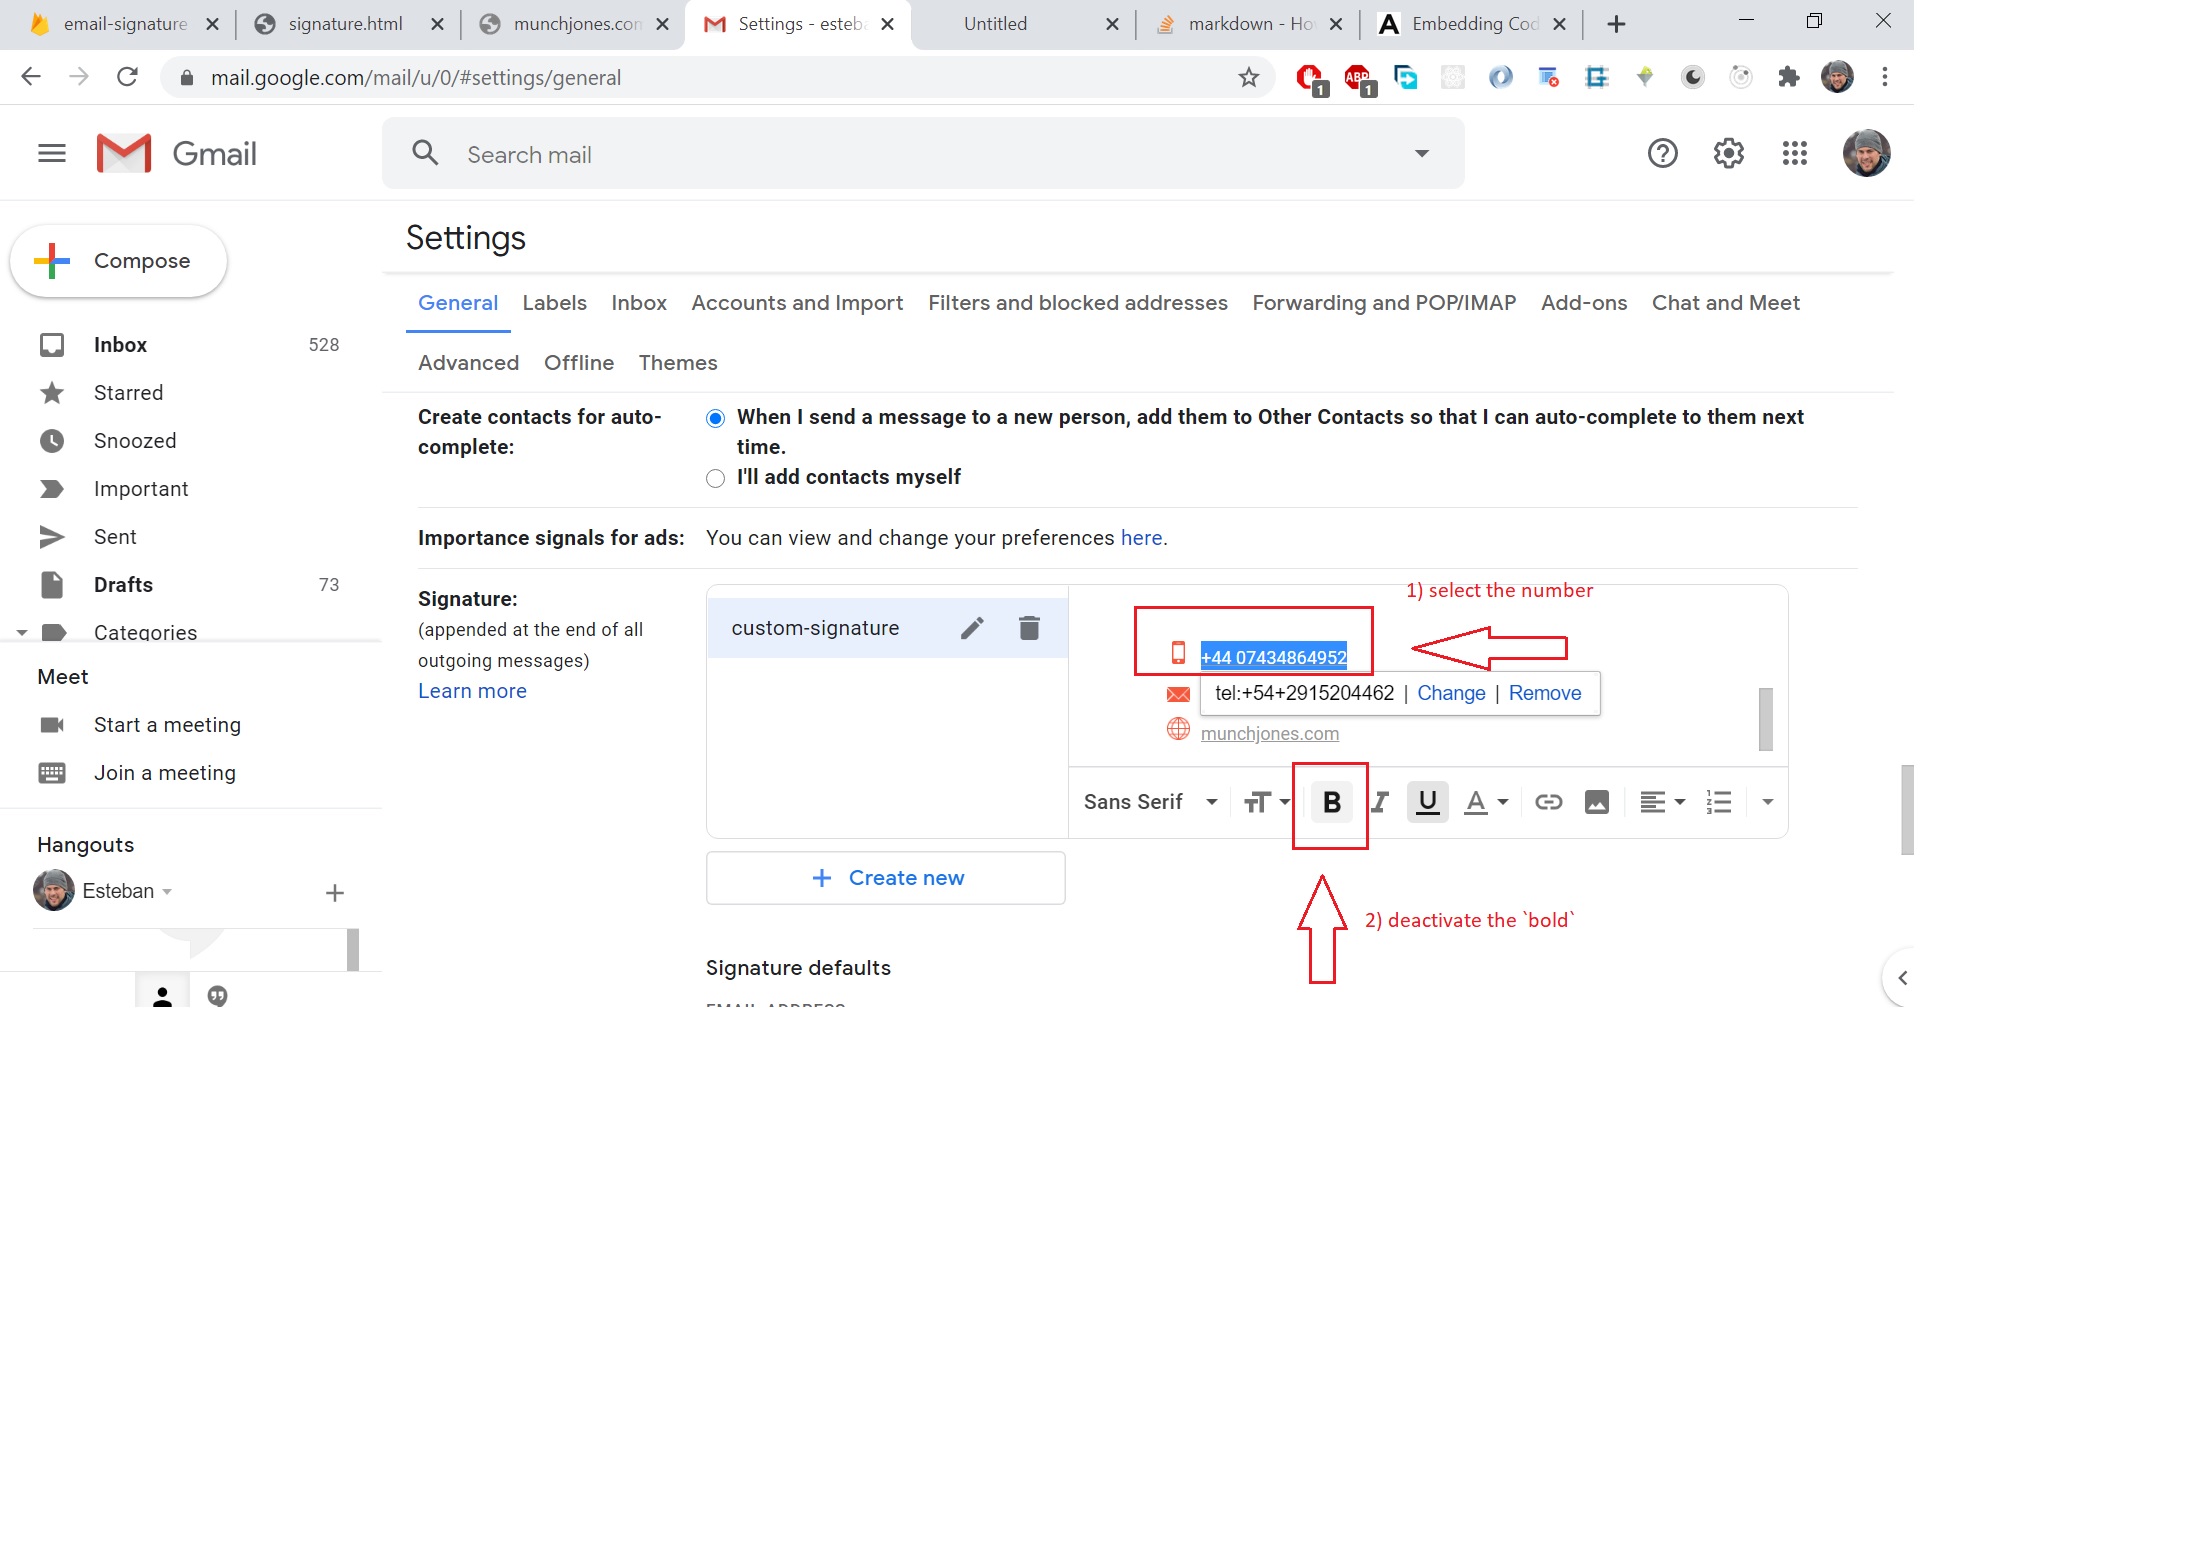 email-signature
signature.html
munchjones.com
Settings - esteba
Untitled
markdown - Ho
Embedding Cod
mail.google.com/mail/u/0/#settings/general
1
ABP
1
Gmail
Search mail
Settings
Compose
General Labels Inbox Accounts and Import Filters and blocked addresses Forwarding and POP/IMAP Add-ons Chat and Meet
Advanced Offline Themes
Inbox 528
Starred
Snoozed
Important
Sent
Drafts 73
Categories
Meet
Start a meeting
Join a meeting
Hangouts
Esteban
Create contacts for auto-
complete:
When I send a message to a new person, add them to Other Contacts so that I can auto-complete to them next
time.
I'll add contacts myself
Importance signals for ads:
You can view and change your preferences here.
Signature:
(appended at the end of all
outgoing messages)
Learn more
custom-signature
1) select the number
+44 07434864952
tel:+54+2915204462 | Change | Remove
munchjones.com
Sans Serif
B I U A
Create new
2) deactivate the `bold`
Signature defaults
EMAIL ADDRESS